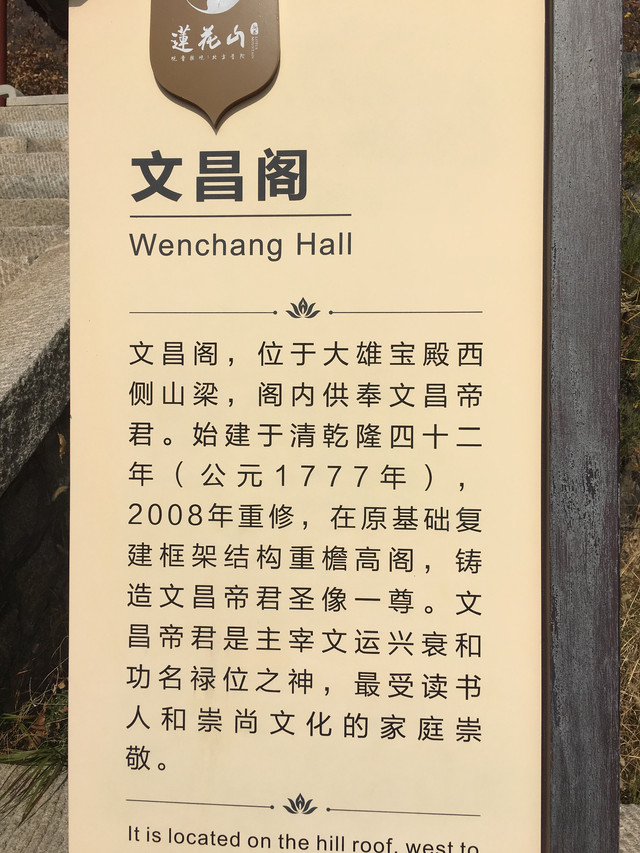 蓮花山
文昌阁
Wenchang Hall
文昌阁，位于大雄宝殿西
侧山梁，阁内供奉文昌帝
君。始建于清乾隆四十二
年（公元1777年），
2008年重修，在原基础复
建框架结构重檐高阁，铸
造文昌帝君圣像一尊。文
昌帝君是主宰文运兴衰和
功名禄位之神，最受读书
人和崇尚文化的家庭崇
敬。
It is located on the hill roof, west to